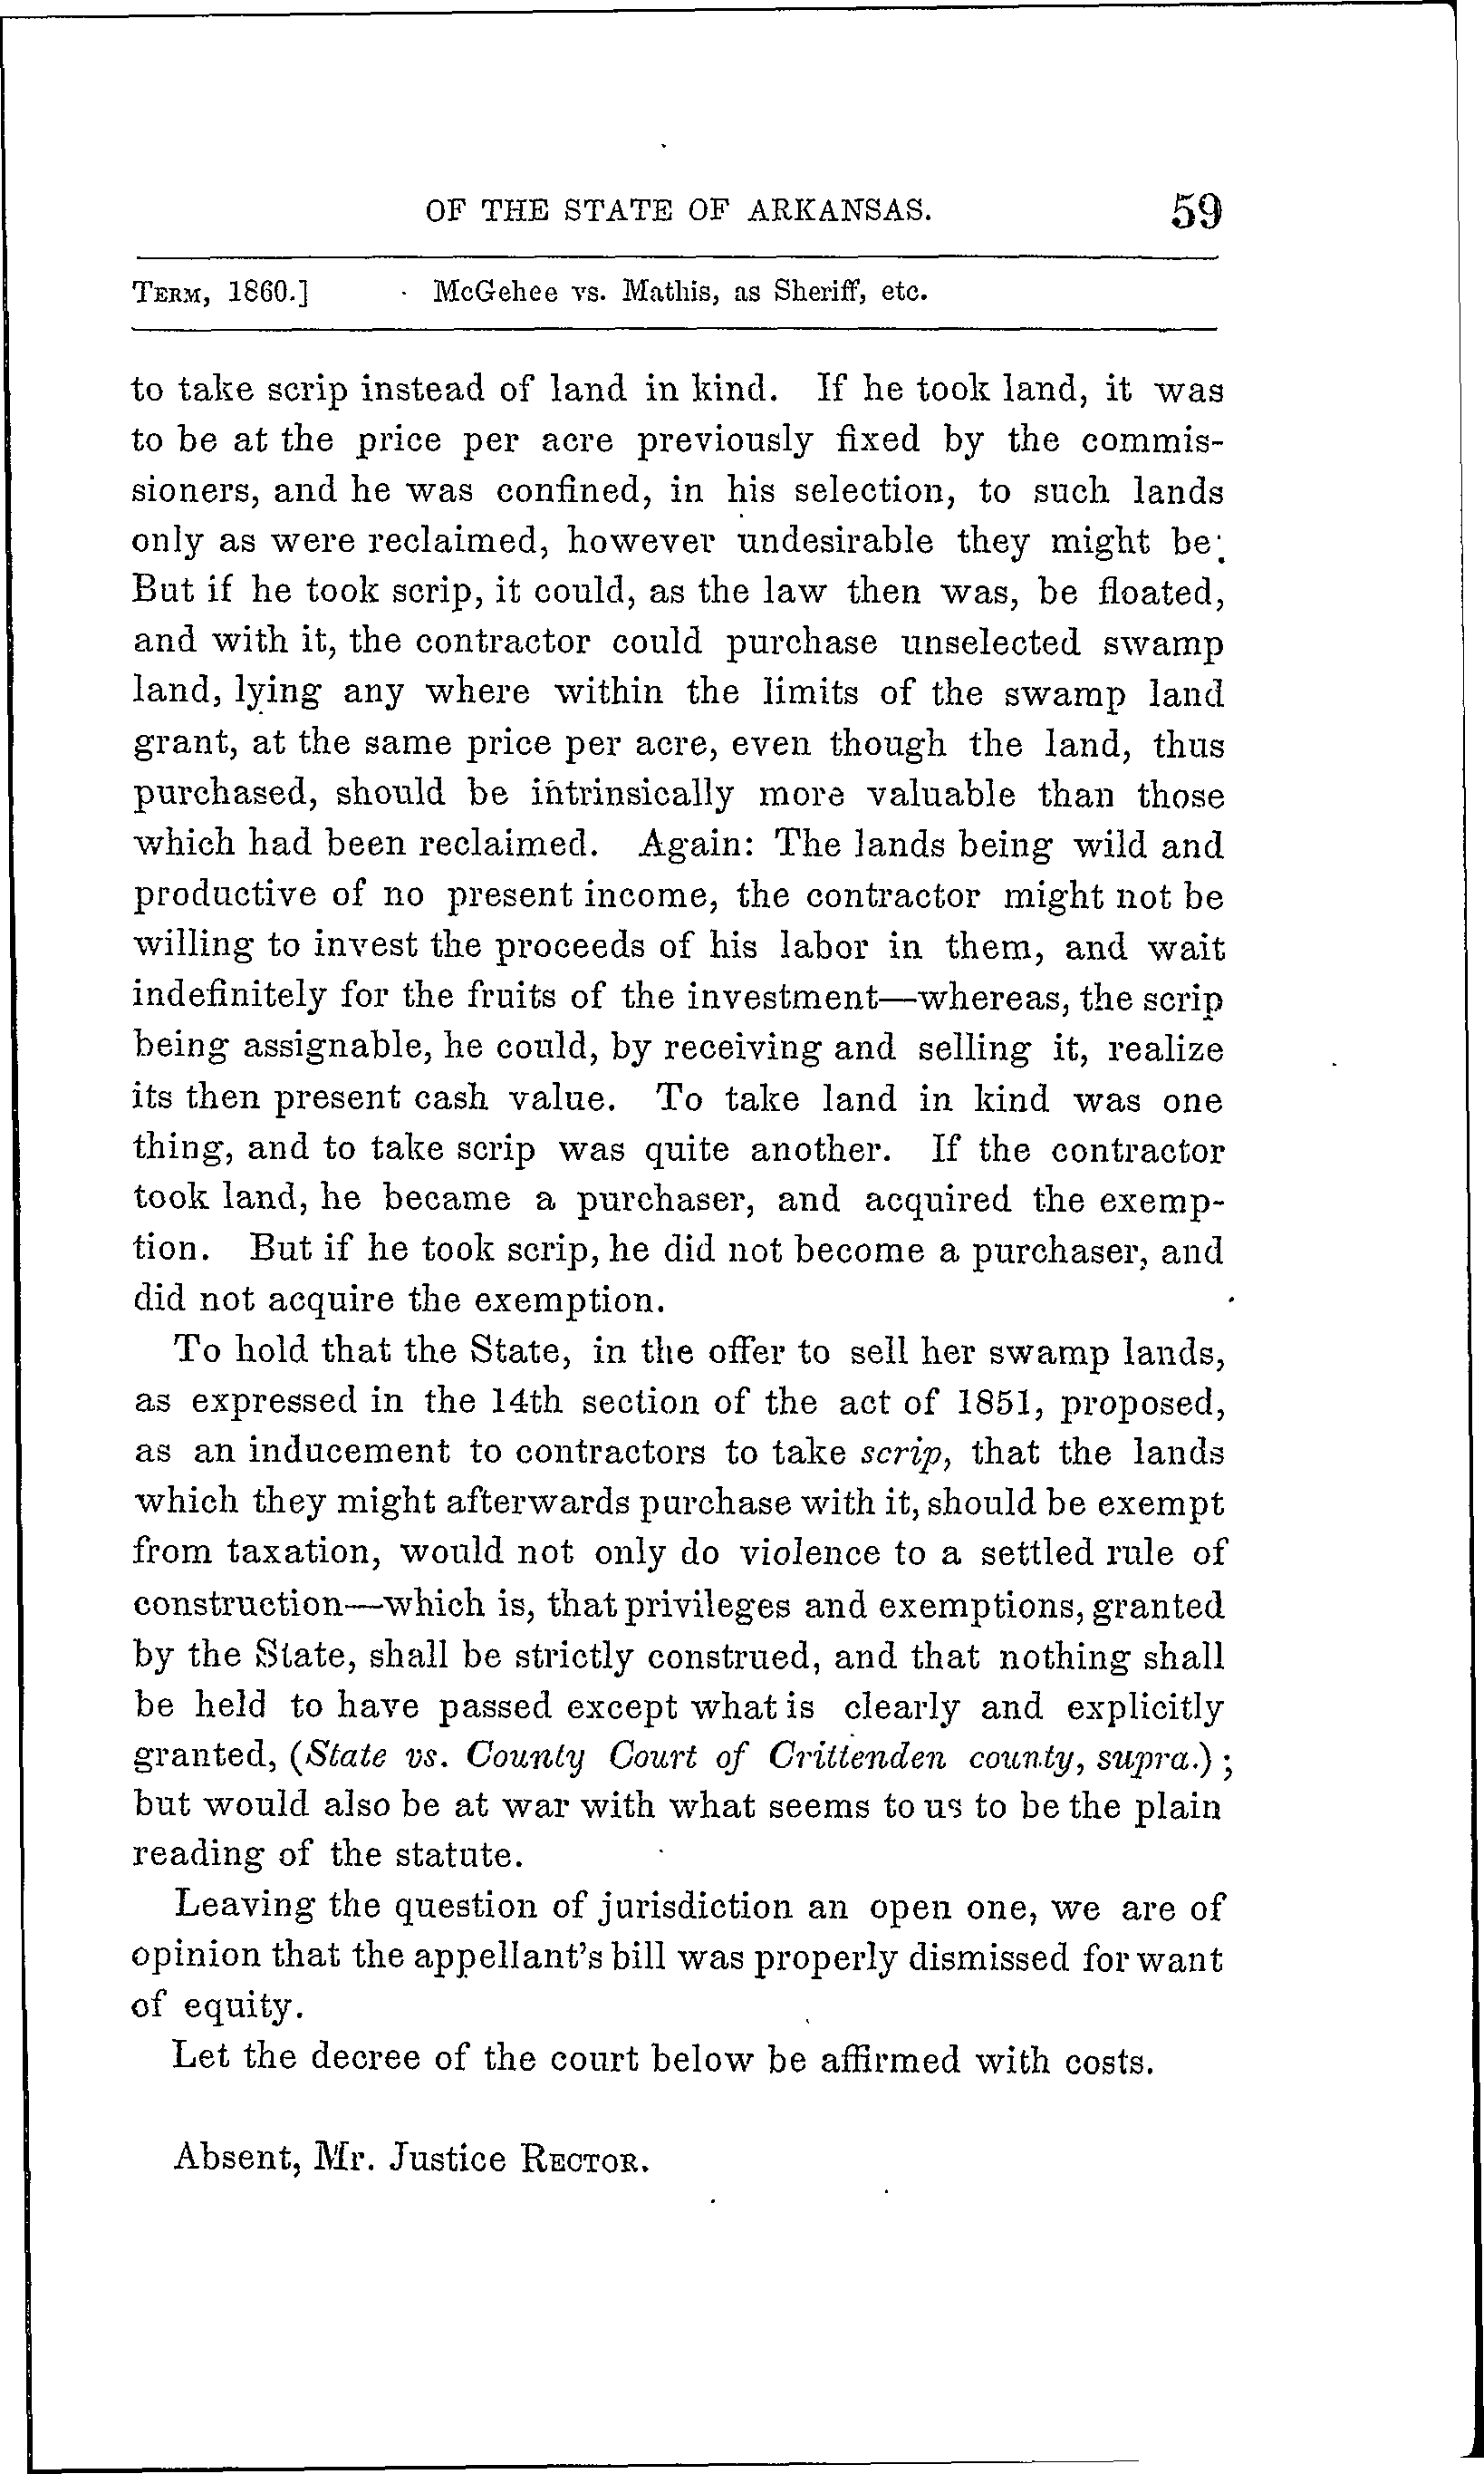 OF THE STATE OF ARKANSAS. 59
TERM, 1860.] McGehee vs. Mathis, as Sheriff, etc.
to take scrip instead of land in kind. If he took land, it was
to be at the price per acre previously fixed by the commis-
sioners, and he was confined, in his selection, to such lands
only as were reclaimed, however undesirable they might be.
But if he took scrip, it could, as the law then was, be floated,
and with it, the contractor could purchase unselected swamp
land, lying any where within the limits of the swamp land
grant, at the same price per acre, even though the land, thus
purchased, should be intrinsically more valuable than those
which had been reclaimed. Again: The lands being wild and
productive of no present income, the contractor might not be
willing to invest the proceeds of his labor in them, and wait
indefinitely for the fruits of the investment—whereas, the scrip
being assignable, he could, by receiving and selling it, realize
its then present cash value. To take land in kind was one
thing, and to take scrip was quite another. If the contractor
took land, he became a purchaser, and acquired the exemp-
tion. But if he took scrip, he did not become a purchaser, and
did not acquire the exemption.
To hold that the State, in the offer to sell her swamp lands,
as expressed in the 14th section of the act of 1851, proposed,
as an inducement to contractors to take scrip, that the lands
which they might afterwards purchase with it, should be exempt
from taxation, would not only do violence to a settled rule of
construction—which is, that privileges and exemptions, granted
by the State, shall be strictly construed, and that nothing shall
be held to have passed except what is clearly and explicitly
granted, (State vs. County Court of Crittenden county, supra.);
but would also be at war with what seems to us to be the plain
reading of the statute.
Leaving the question of jurisdiction an open one, we are of
opinion that the appellant's bill was properly dismissed for want
of equity.
Let the decree of the court below be affirmed with costs.
Absent, Mr. Justice RECTOR.